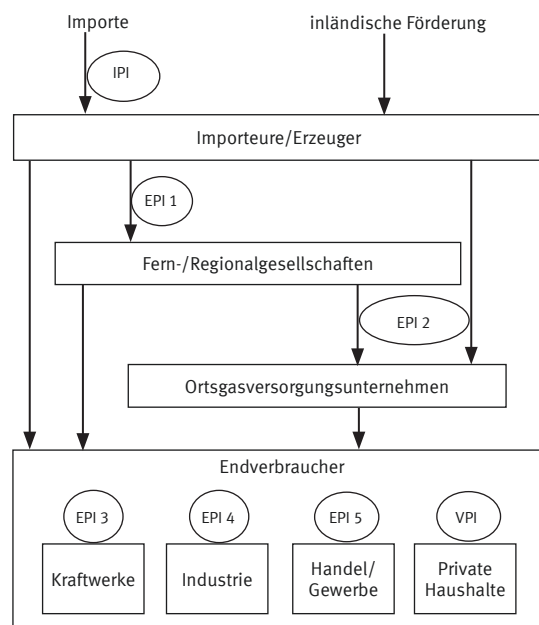 Importe
inländische Förderung
IPI
Importeure/Erzeuger
EPI 1
Fern-/Regionalgesellschaften
EPI 2
Ortsgasversorgungsunternehmen
Endverbraucher
EPI 3
EPI 4
EPI 5
VPI
Kraftwerke
Industrie
Handel/
Gewerbe
Private
Haushalte